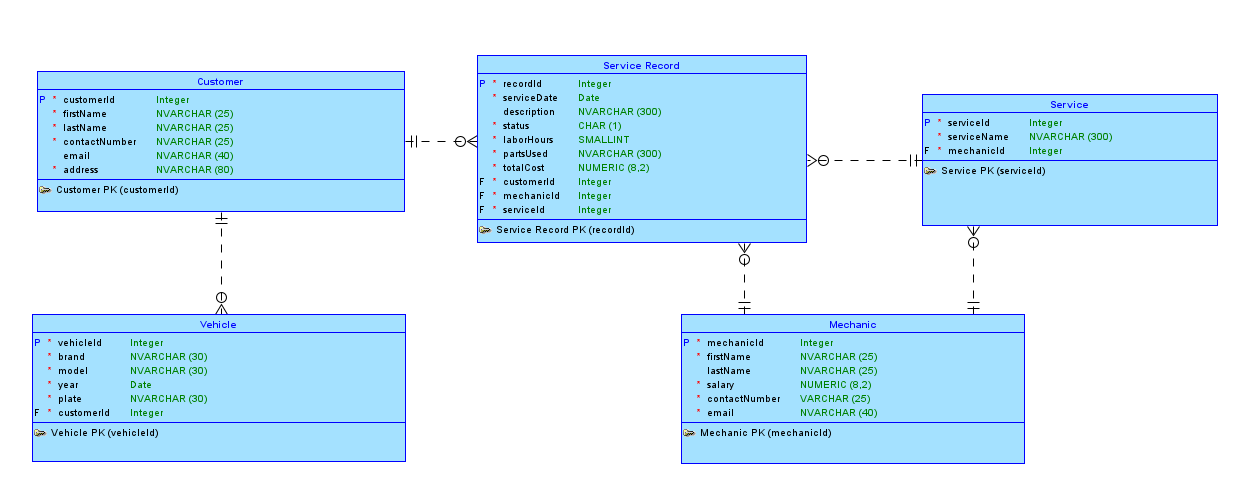 Customer
P * customerId Integer
* firstName NVARCHAR (25)
* lastName NVARCHAR (25)
* contactNumber NVARCHAR (25)
email NVARCHAR (40)
* address NVARCHAR (80)
Customer PK (customerId)
Service Record
P * recordId Integer
* serviceDate Date
description NVARCHAR (300)
* status CHAR (1)
* laborHours SMALLINT
* partsUsed NVARCHAR (300)
* totalCost NUMERIC (8,2)
F * customerId Integer
F * mechanicId Integer
F * serviceId Integer
Service Record PK (recordId)
Service
P * serviceId Integer
* serviceName NVARCHAR (300)
F * mechanicId Integer
Service PK (serviceId)
Vehicle
P * vehicleId Integer
* brand NVARCHAR (30)
* model NVARCHAR (30)
* year Date
* plate NVARCHAR (30)
F * customerId Integer
Vehicle PK (vehicleId)
Mechanic
P * mechanicId Integer
* firstName NVARCHAR (25)
lastName NVARCHAR (25)
* salary NUMERIC (8,2)
* contactNumber VARCHAR (25)
* email NVARCHAR (40)
Mechanic PK (mechanicId)